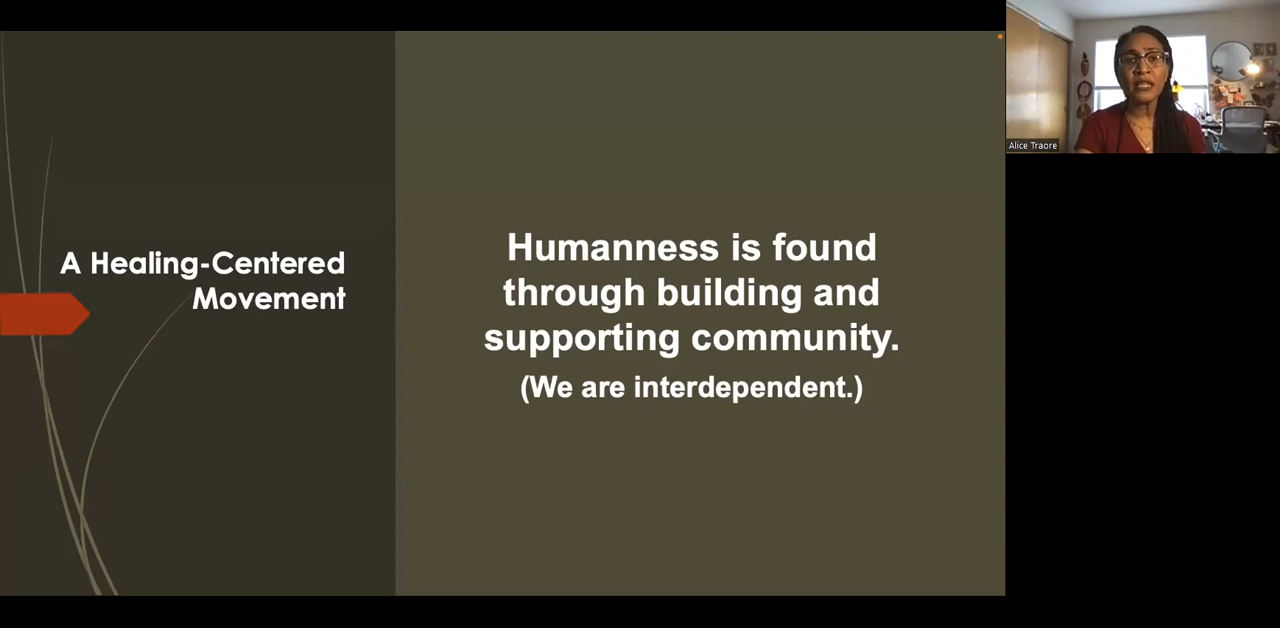 A Healing-Centered
Movement
Humanness is found
through building and
supporting community.
(We are interdependent.)
Alice Traore